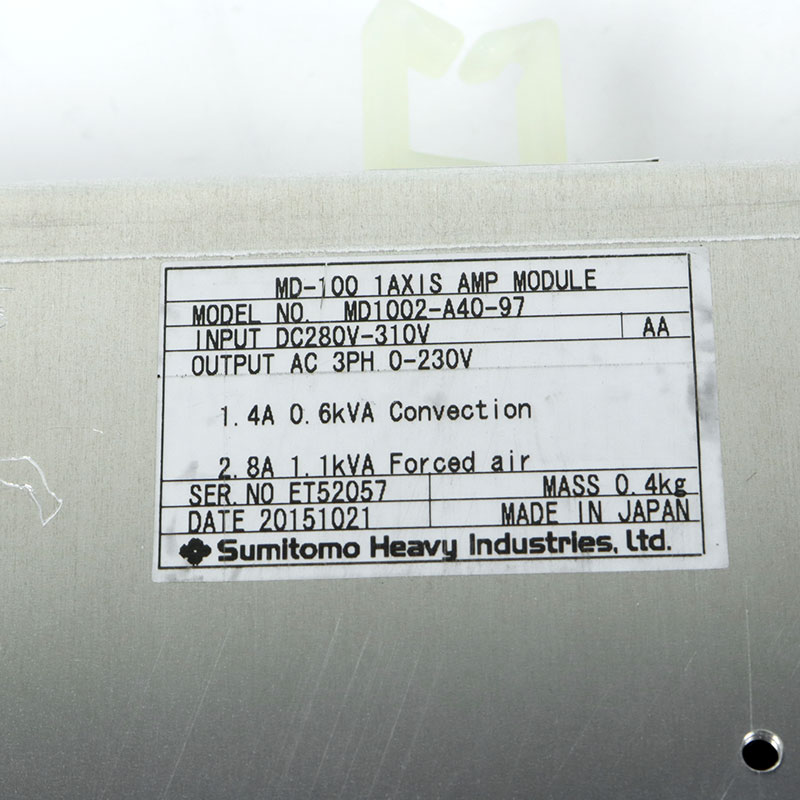 MD-100 1AXIS AMP MODULE
MODEL NO. MD1002-A40-97
INPUT DC280V-310V AA
OUTPUT AC 3PH 0-230V
1.4A 0.6kVA Convection
2.8A 1.1kVA Forced air
SER.NO ET52057 MASS 0.4kg
DATE 20151021 MADE IN JAPAN
Sumitomo Heavy Industries, Ltd.